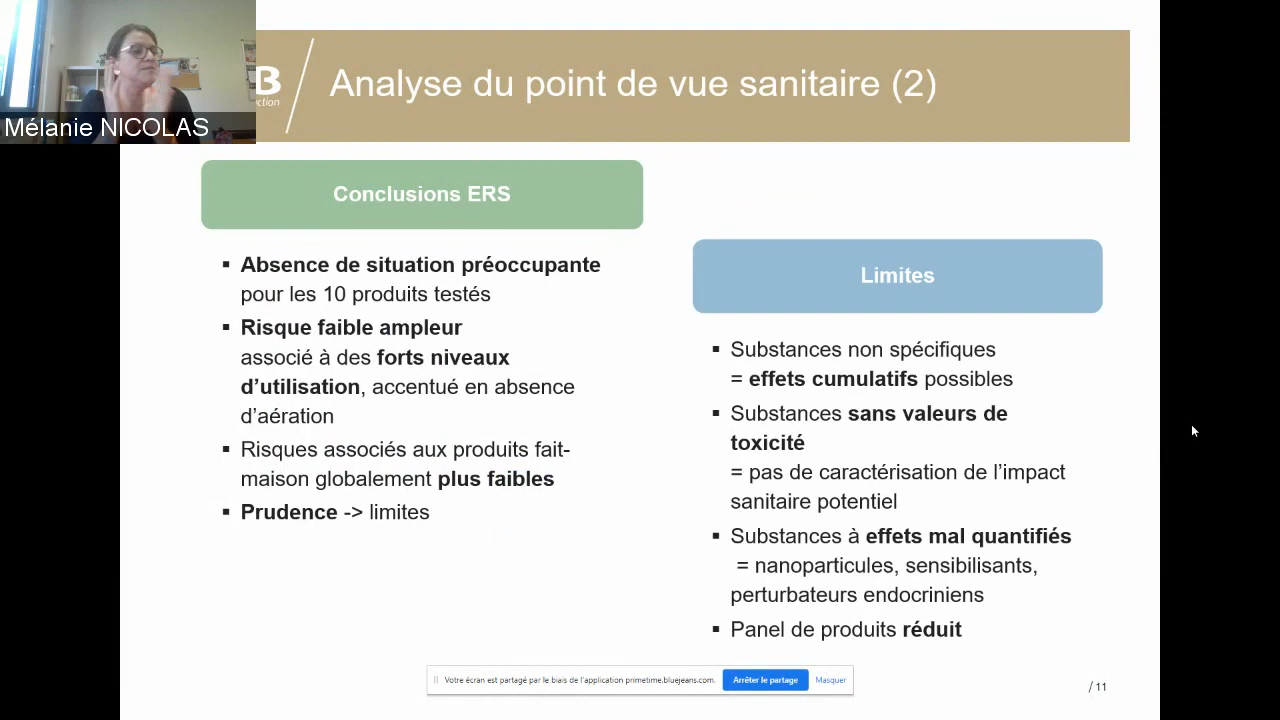 Mélanie NICOLAS
B
ction
Analyse du point de vue sanitaire (2)
Conclusions ERS
▪ Absence de situation préoccupante
pour les 10 produits testés
▪ Risque faible ampleur
associé à des forts niveaux
d’utilisation, accentué en absence
d’aération
▪ Risques associés aux produits fait-
maison globalement plus faibles
▪ Prudence -> limites
Limites
▪ Substances non spécifiques
= effets cumulatifs possibles
▪ Substances sans valeurs de
toxicité
= pas de caractérisation de l’impact
sanitaire potentiel
▪ Substances à effets mal quantifiés
= nanoparticules, sensibilisants,
perturbateurs endocriniens
▪ Panel de produits réduit
Votre écran est partagé par le biais de l'application primetime.bluejeans.com. Arrêter le partage Masquer
/ 11